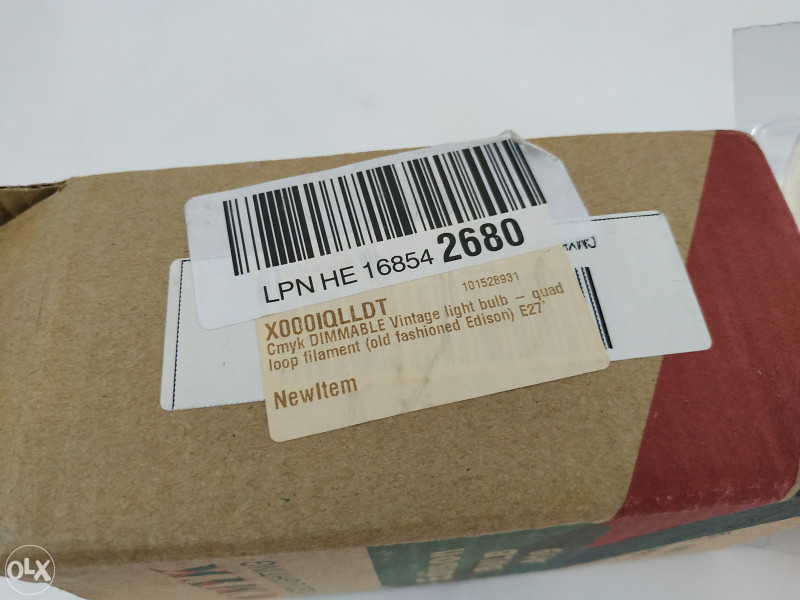 LPN HE 16854 2680
X000IQLLDT
101528931
Cmyk DIMMABLE Vintage light bulb – quad
loop filament (old fashioned Edison) E27
NewItem
OLX